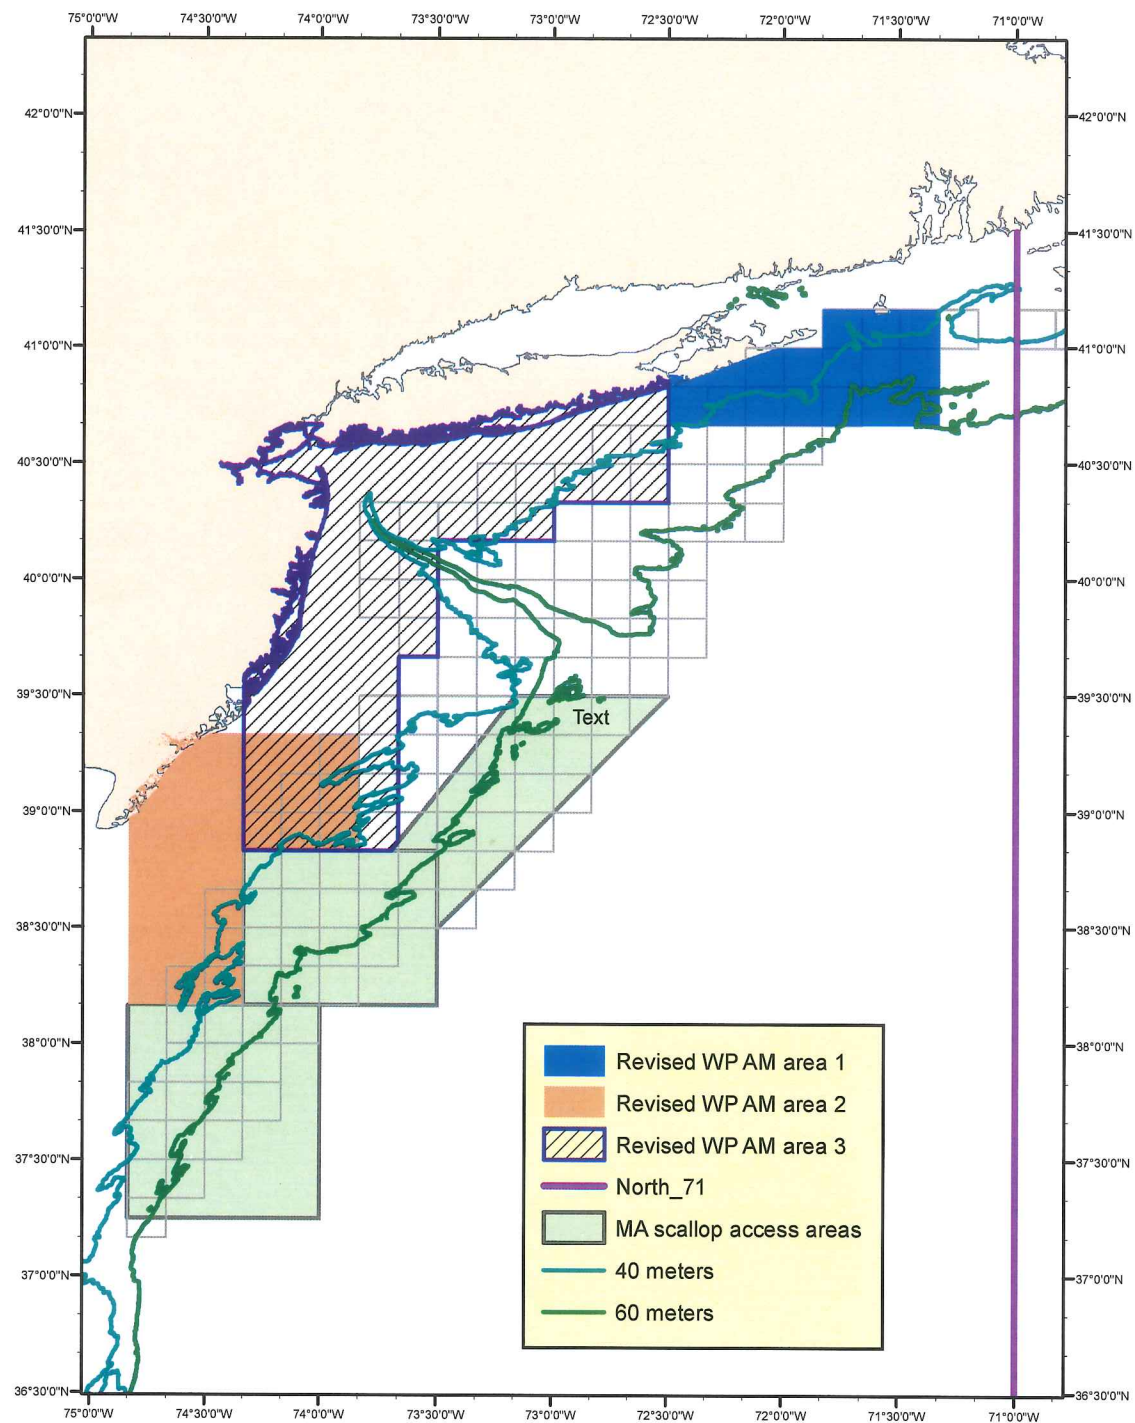 75°0'0"W 74°30'0"W 74°0'0"W 73°30'0"W 73°0'0"W 72°30'0"W 72°0'0"W 71°30'0"W 71°0'0"W
42°0'0"N 42°0'0"N
41°30'0"N 41°30'0"N
41°0'0"N 41°0'0"N
40°30'0"N 40°30'0"N
40°0'0"N 40°0'0"N
39°30'0"N 39°30'0"N
Text
39°0'0"N 39°0'0"N
38°30'0"N 38°30'0"N
38°0'0"N 38°0'0"N
Revised WP AM area 1
Revised WP AM area 2
Revised WP AM area 3
37°30'0"N 37°30'0"N
North_71
MA scallop access areas
40 meters
37°0'0"N 37°0'0"N
60 meters
36°30'0"N 36°30'0"N
75°0'0"W 74°30'0"W 74°0'0"W 73°30'0"W 73°0'0"W 72°30'0"W 72°0'0"W 71°30'0"W 71°0'0"W